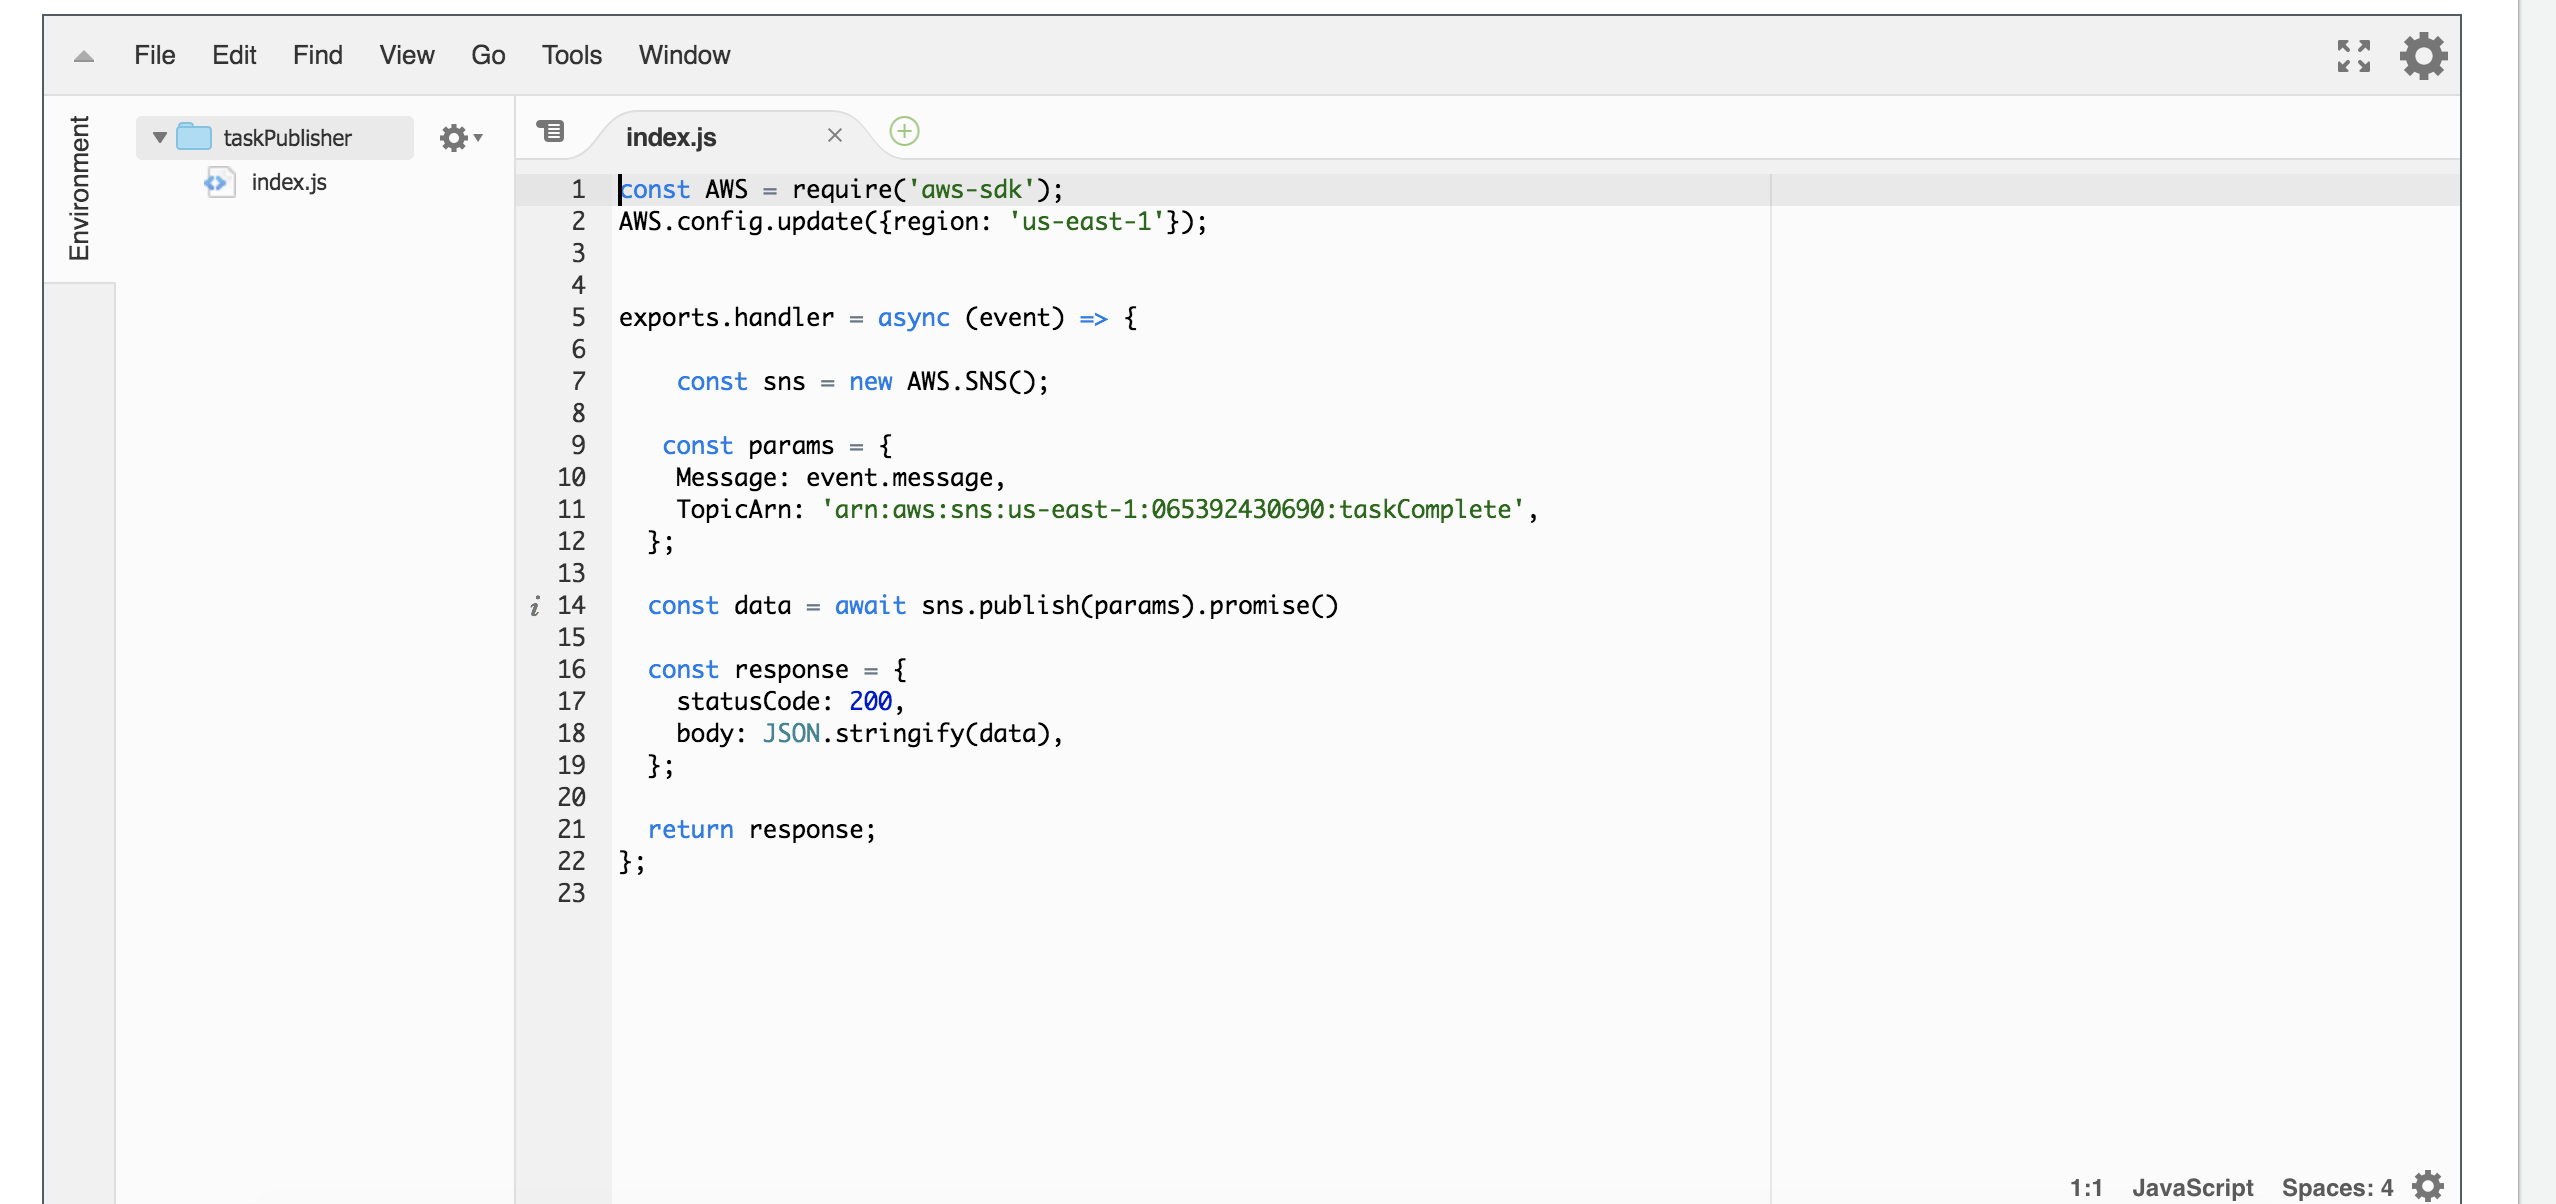 File Edit Find View Go Tools Window
Environment
taskPublisher
index.js
index.js
1 const AWS = require('aws-sdk');
2 AWS.config.update({region: 'us-east-1'});
3
4
5 exports.handler = async (event) => {
6
7     const sns = new AWS.SNS();
8
9    const params = {
10     Message: event.message,
11     TopicArn: 'arn:aws:sns:us-east-1:065392430690:taskComplete',
12   };
13
i 14   const data = await sns.publish(params).promise()
15
16   const response = {
17     statusCode: 200,
18     body: JSON.stringify(data),
19   };
20
21   return response;
22 };
23
1:1 JavaScript Spaces: 4